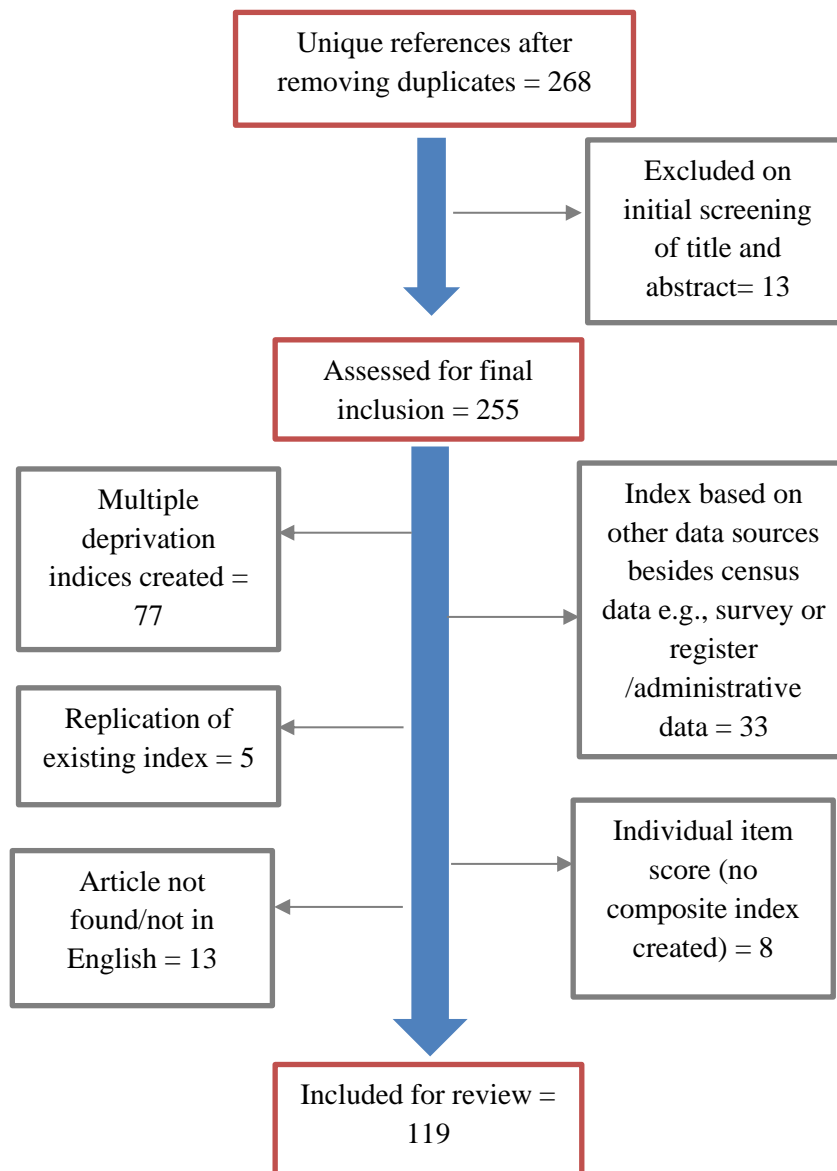 Unique references after
removing duplicates = 268
Excluded on
initial screening
of title and
abstract= 13
Assessed for final
inclusion = 255
Multiple
deprivation
indices created =
77
Index based on
other data sources
besides census
data e.g., survey or
register
/administrative
data = 33
Replication of
existing index = 5
Individual item
score (no
composite index
created) = 8
Article not
found/not in
English = 13
Included for review =
119